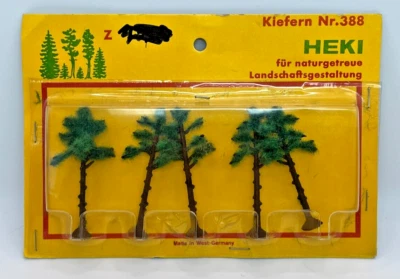 Kiefern Nr.388
Z
HEKI
für naturgetreue
Landschaftsgestaltung
Made in West-Germany